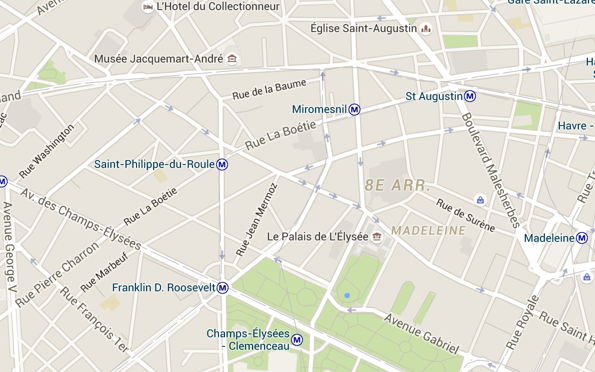 L'Hotel du Collectionneur
Gare Saint-Lazare
Église Saint-Augustin
Musée Jacquemart-André
Rue de la Baume
Miromesnil
St Augustin
Rue Washington
Rue La Boétie
Havre -
Saint-Philippe-du-Roule
Boulevard Malesherbes
8E ARR.
Av. des Champs-Élysées
Rue La Boétie
Rue Jean Mermoz
Rue de Surène
MADELEINE
Avenue George V
Le Palais de L'Élysée
Madeleine
Rue Pierre Charron
Rue Marbeuf
Franklin D. Roosevelt
Rue François 1er
Champs-Élysées
- Clemenceau
Avenue Gabriel
Rue Royale
Rue Saint H